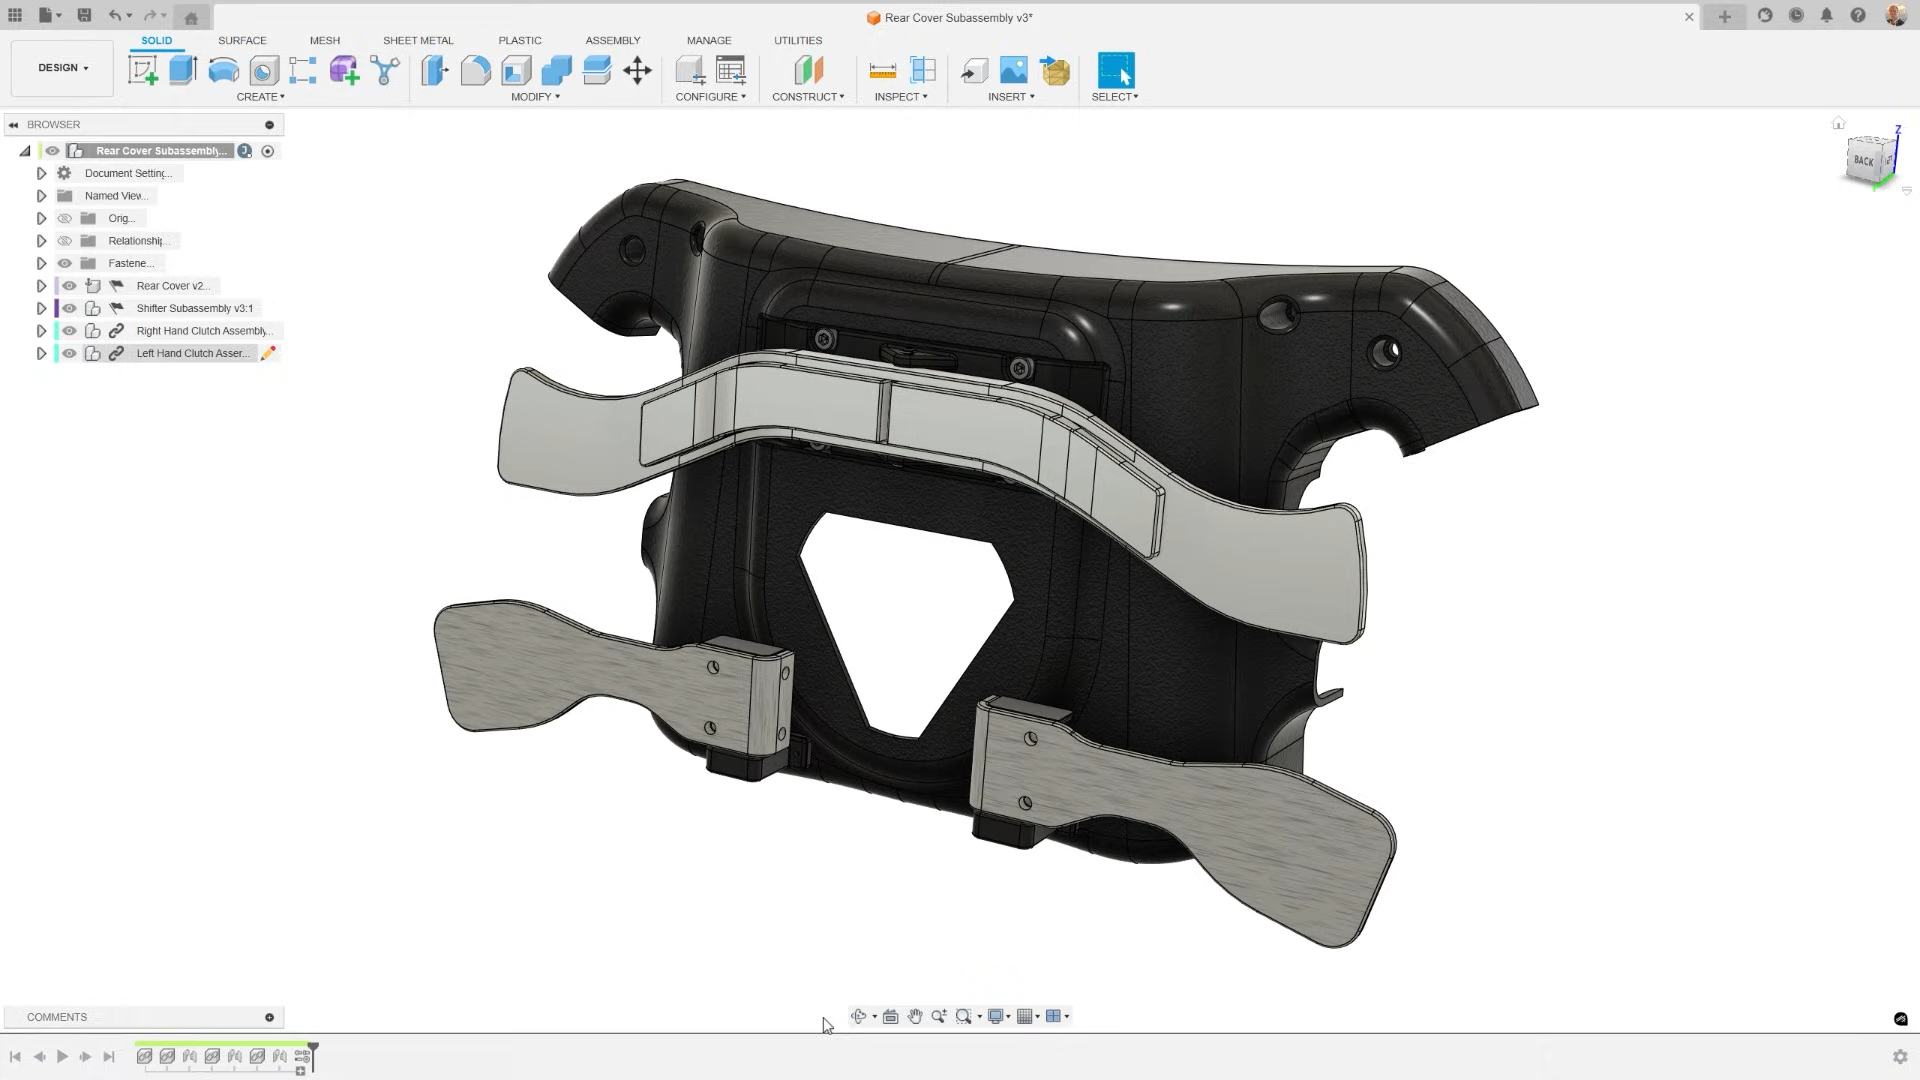 Rear Cover Subassembly v3*
DESIGN
SOLID SURFACE MESH SHEET METAL PLASTIC ASSEMBLY MANAGE UTILITIES
CREATE MODIFY CONFIGURE CONSTRUCT INSPECT INSERT SELECT
BROWSER
Rear Cover Subassembly...
Document Setting...
Named View...
Orig...
Relationship...
Fastene...
Rear Cover v2...
Shifter Subassembly v3:1
Right Hand Clutch Assembly...
Left Hand Clutch Asser...
Z
BACK
COMMENTS